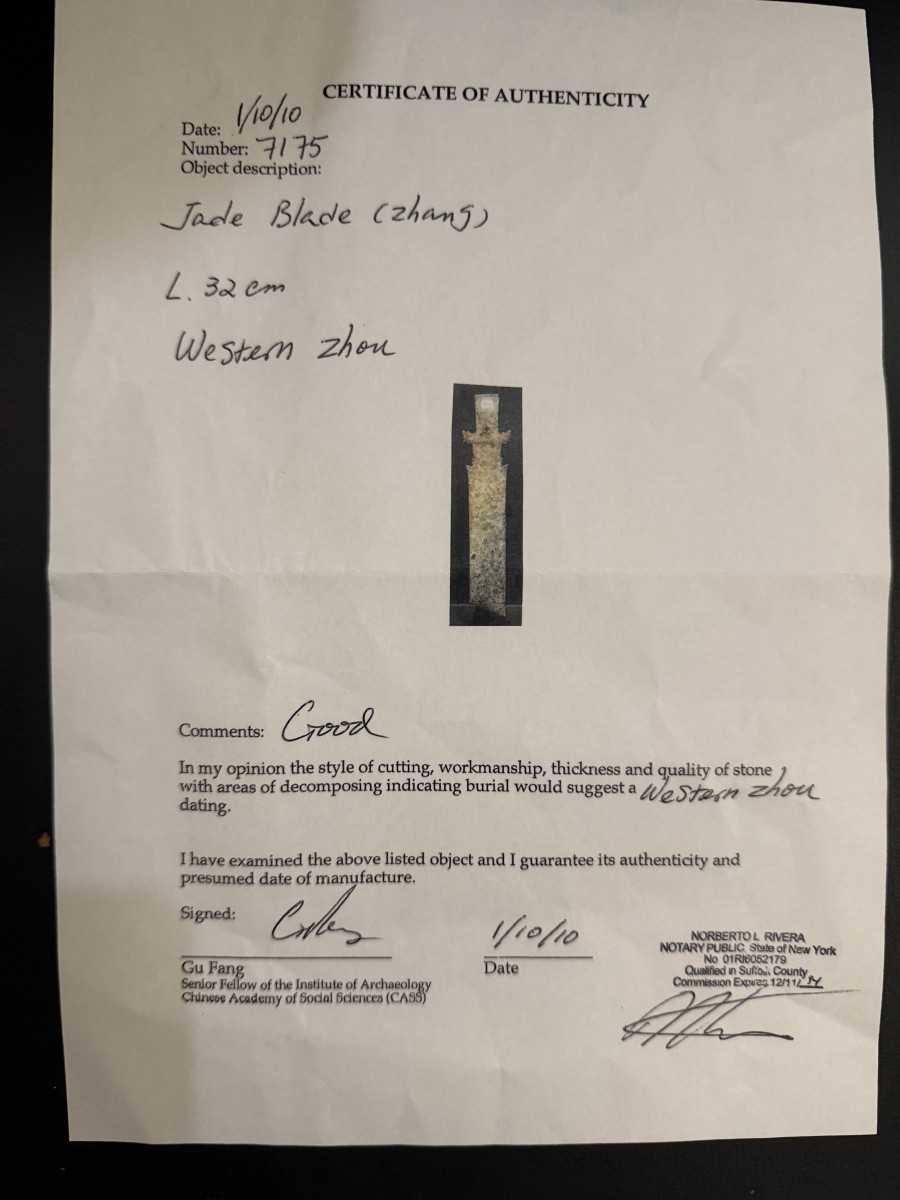 CERTIFICATE OF AUTHENTICITY
Date: 1/10/10
Number: 7175
Object description:
Jade Blade (zhang)
L. 32 cm
Western Zhou
Comments: Good
In my opinion the style of cutting, workmanship, thickness and quality of stone,
with areas of decomposing indicating burial would suggest a Western Zhou
dating.
I have examined the above listed object and I guarantee its authenticity and
presumed date of manufacture.
Signed:
1/10/10
Gu Fang
Date
Senior Fellow of the Institute of Archaeology
Chinese Academy of Social Sciences (CASS)
NORBERTO L RIVERA
NOTARY PUBLIC, State of New York
No 01RI6052179
Qualified in Suffolk County
Commission Expires 12/11/